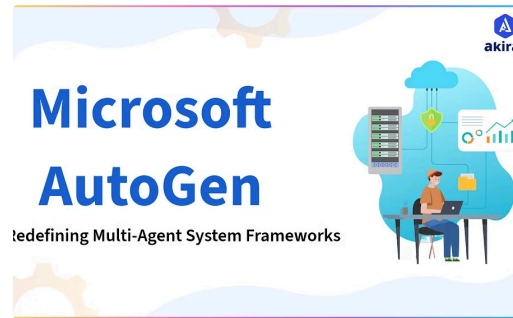 akira
Microsoft
AutoGen
Redefining Multi-Agent System Frameworks